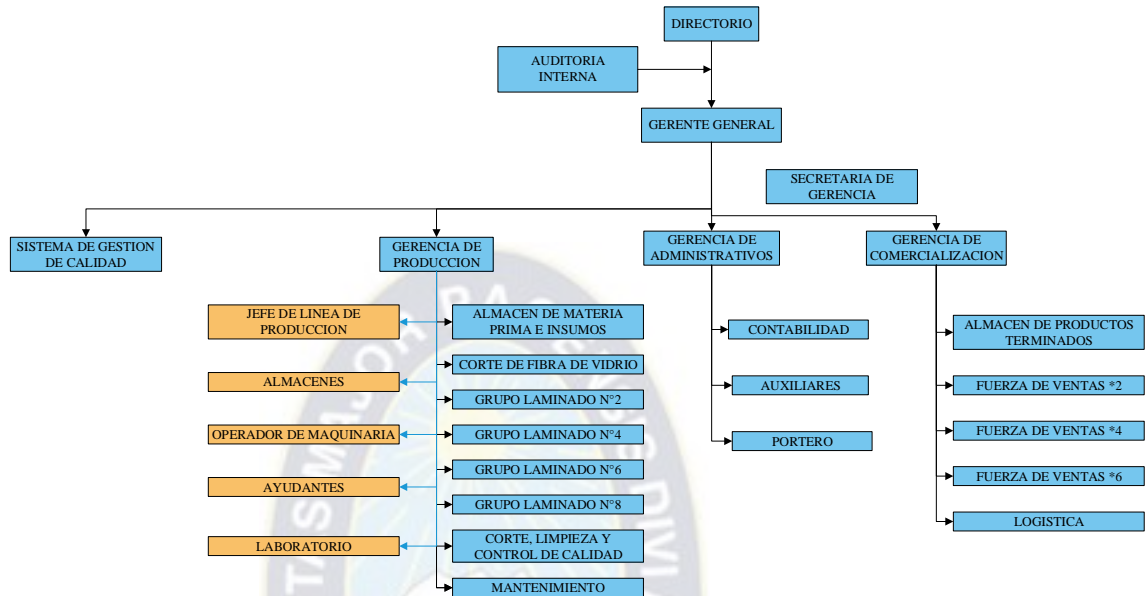 DIRECTORIO
AUDITORIA
INTERNA
GERENTE GENERAL
SECRETARIA DE
GERENCIA
SISTEMA DE GESTION
DE CALIDAD
GERENCIA DE
PRODUCCION
GERENCIA DE
ADMINISTRATIVOS
GERENCIA DE
COMERCIALIZACION
JEFE DE LINEA DE
PRODUCCION
ALMACENES
OPERADOR DE MAQUINARIA
AYUDANTES
LABORATORIO
ALMACEN DE MATERIA
PRIMA E INSUMOS
CORTE DE FIBRA DE VIDRIO
GRUPO LAMINADO N°2
GRUPO LAMINADO N°4
GRUPO LAMINADO N°6
GRUPO LAMINADO N°8
CORTE, LIMPIEZA Y
CONTROL DE CALIDAD
MANTENIMIENTO
CONTABILIDAD
AUXILIARES
PORTERO
ALMACEN DE PRODUCTOS
TERMINADOS
FUERZA DE VENTAS *2
FUERZA DE VENTAS *4
FUERZA DE VENTAS *6
LOGISTICA